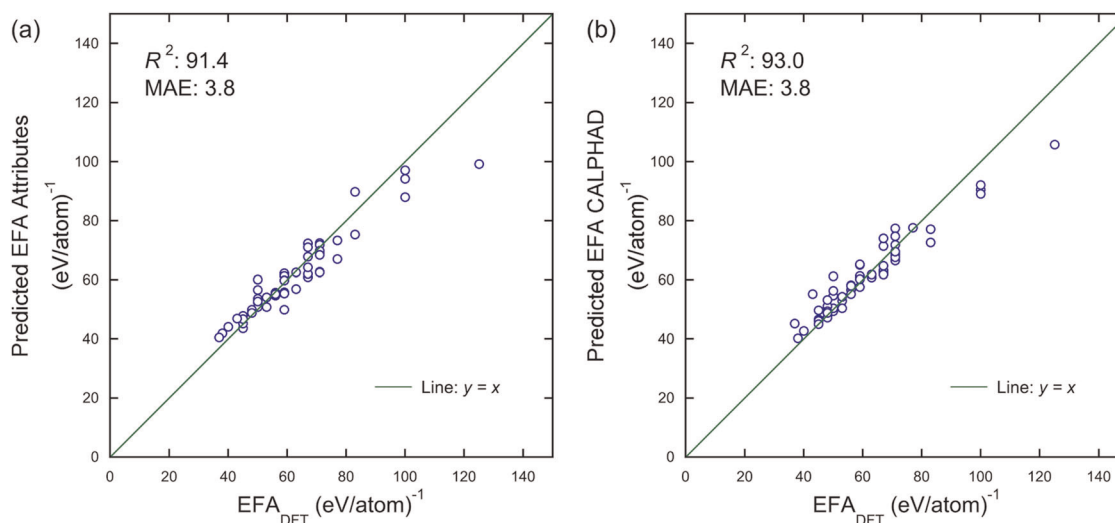 (a)
R²: 91.4
MAE: 3.8
Predicted EFA Attributes
(eV/atom)⁻¹
140
120
100
80
60
40
20
0
Line: y = x
0 20 40 60 80 100 120 140
EFA_DFT (eV/atom)⁻¹
(b)
R²: 93.0
MAE: 3.8
Predicted EFA CALPHAD
(eV/atom)⁻¹
140
120
100
80
60
40
20
0
Line: y = x
0 20 40 60 80 100 120 140
EFA_DFT (eV/atom)⁻¹